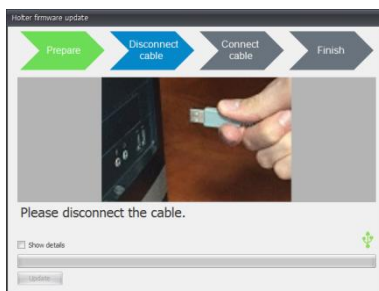 Holter firmware update
Prepare
Disconnect
cable
Connect
cable
Finish
Please disconnect the cable.
Show details
Update